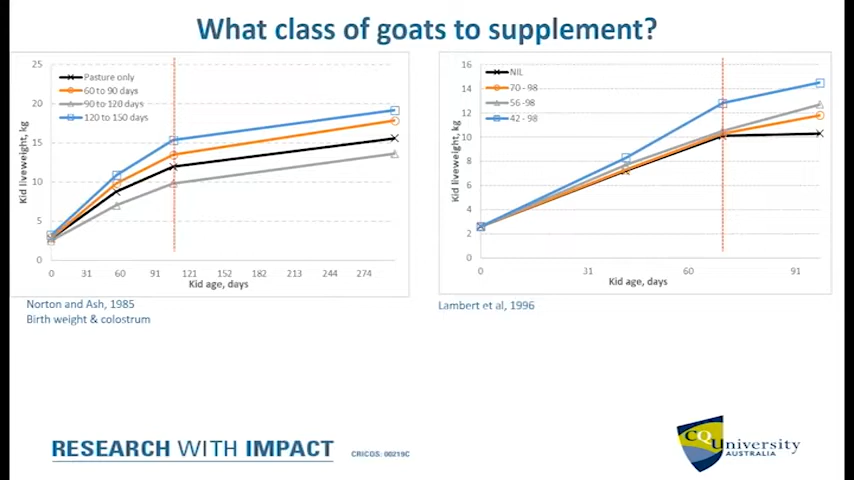 What class of goats to supplement?
25
20
15
10
5
0
Kid liveweight, kg
Pasture only
60 to 90 days
90 to 120 days
120 to 150 days
0 31 60 91 121 152 182 213 244 274
Kid age, days
Norton and Ash, 1985
Birth weight & colostrum
16
14
12
10
8
6
4
2
0
Kid liveweight, kg
NIL
70 - 98
56 -98
42 - 98
0 31 60 91
Kid age, days
Lambert et al, 1996
RESEARCH WITH IMPACT
CRICOS: 00219C
CQUniversity
AUSTRALIA